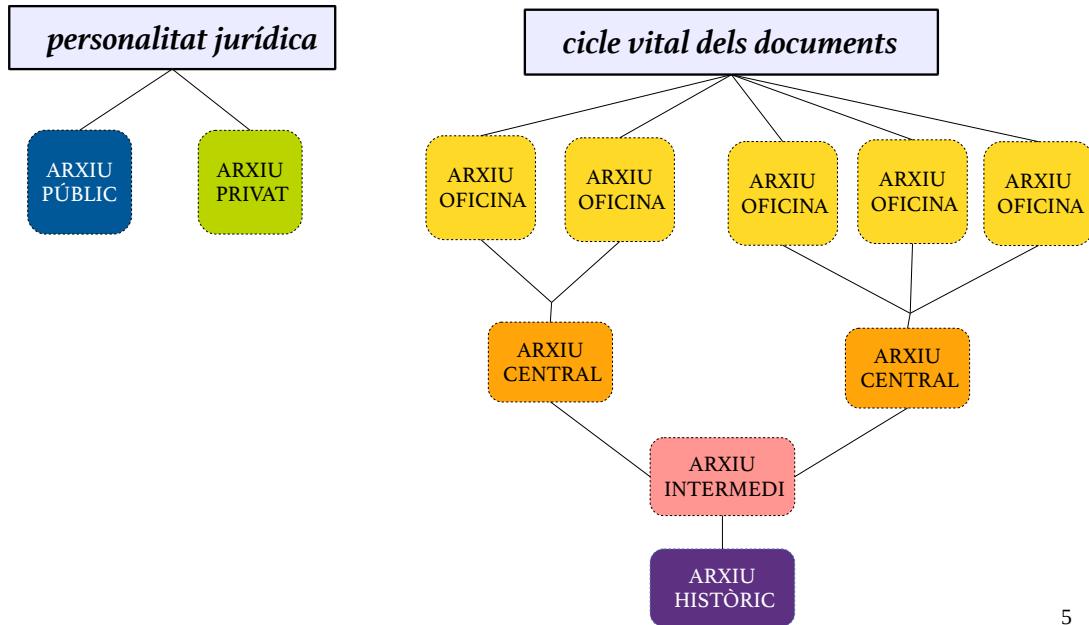 personalitat jurídica
cicle vital dels documents
ARXIU
PÚBLIC
ARXIU
PRIVAT
ARXIU
OFICINA
ARXIU
OFICINA
ARXIU
OFICINA
ARXIU
OFICINA
ARXIU
OFICINA
ARXIU
CENTRAL
ARXIU
CENTRAL
ARXIU
INTERMEDI
ARXIU
HISTÒRIC
5